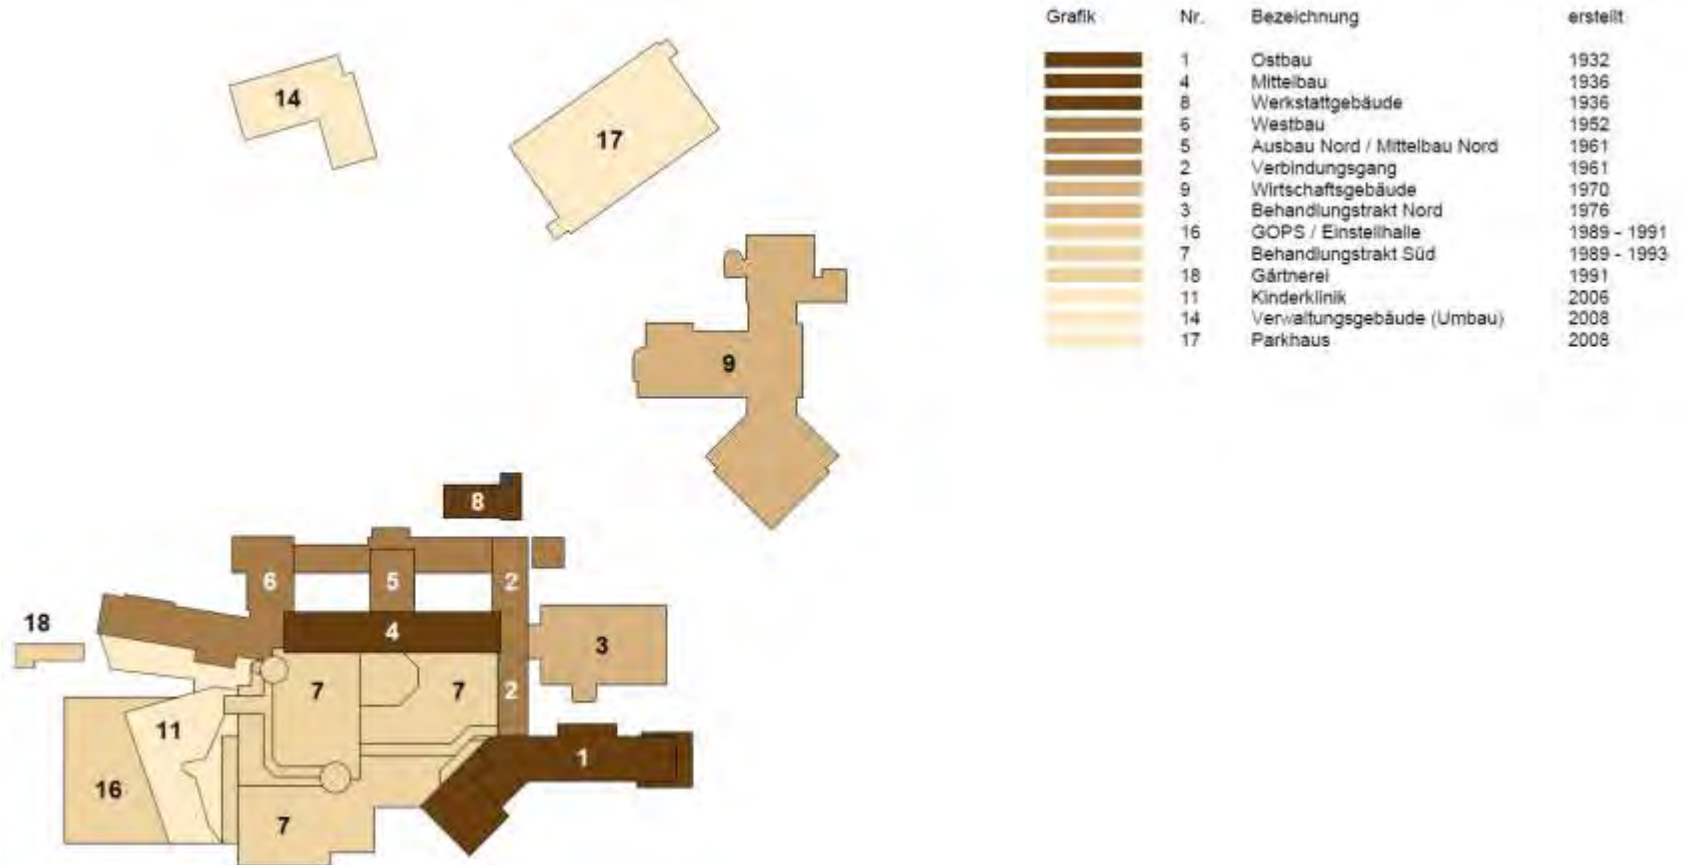 Grafik Nr. Bezeichnung erstellt
1 Ostbau 1932
4 Mittelbau 1936
8 Werkstattgebäude 1936
6 Westbau 1952
5 Ausbau Nord / Mittelbau Nord 1961
2 Verbindungsgang 1961
9 Wirtschaftsgebäude 1970
3 Behandlungstrakt Nord 1976
16 GOPS / Einstellhalle 1989 - 1991
7 Behandlungstrakt Süd 1989 - 1993
18 Gärtnerei 1991
11 Kinderklinik 2006
14 Verwaltungsgebäude (Umbau) 2008
17 Parkhaus 2008
14
17
9
8
6 5 2
18
4
3
7 7 2
11
1
16
7